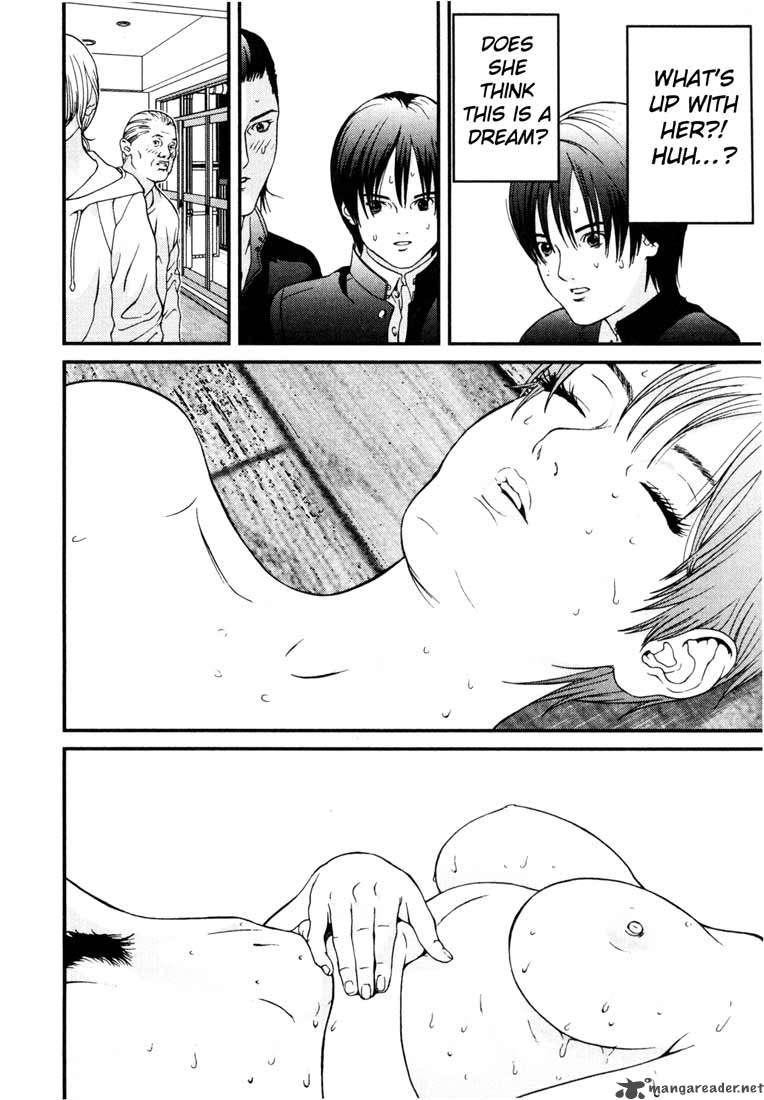 WHAT'S
UP WITH
HER?!
HUH...?
DOES
SHE
THINK
THIS IS A
DREAM?
mangareader.net